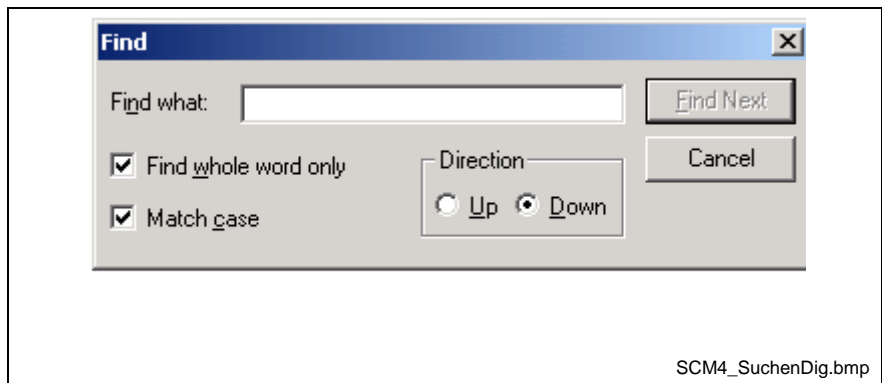 Find
Find what:
Find Next
Find whole word only
Direction
Cancel
Up Down
Match case
SCM4_SuchenDig.bmp